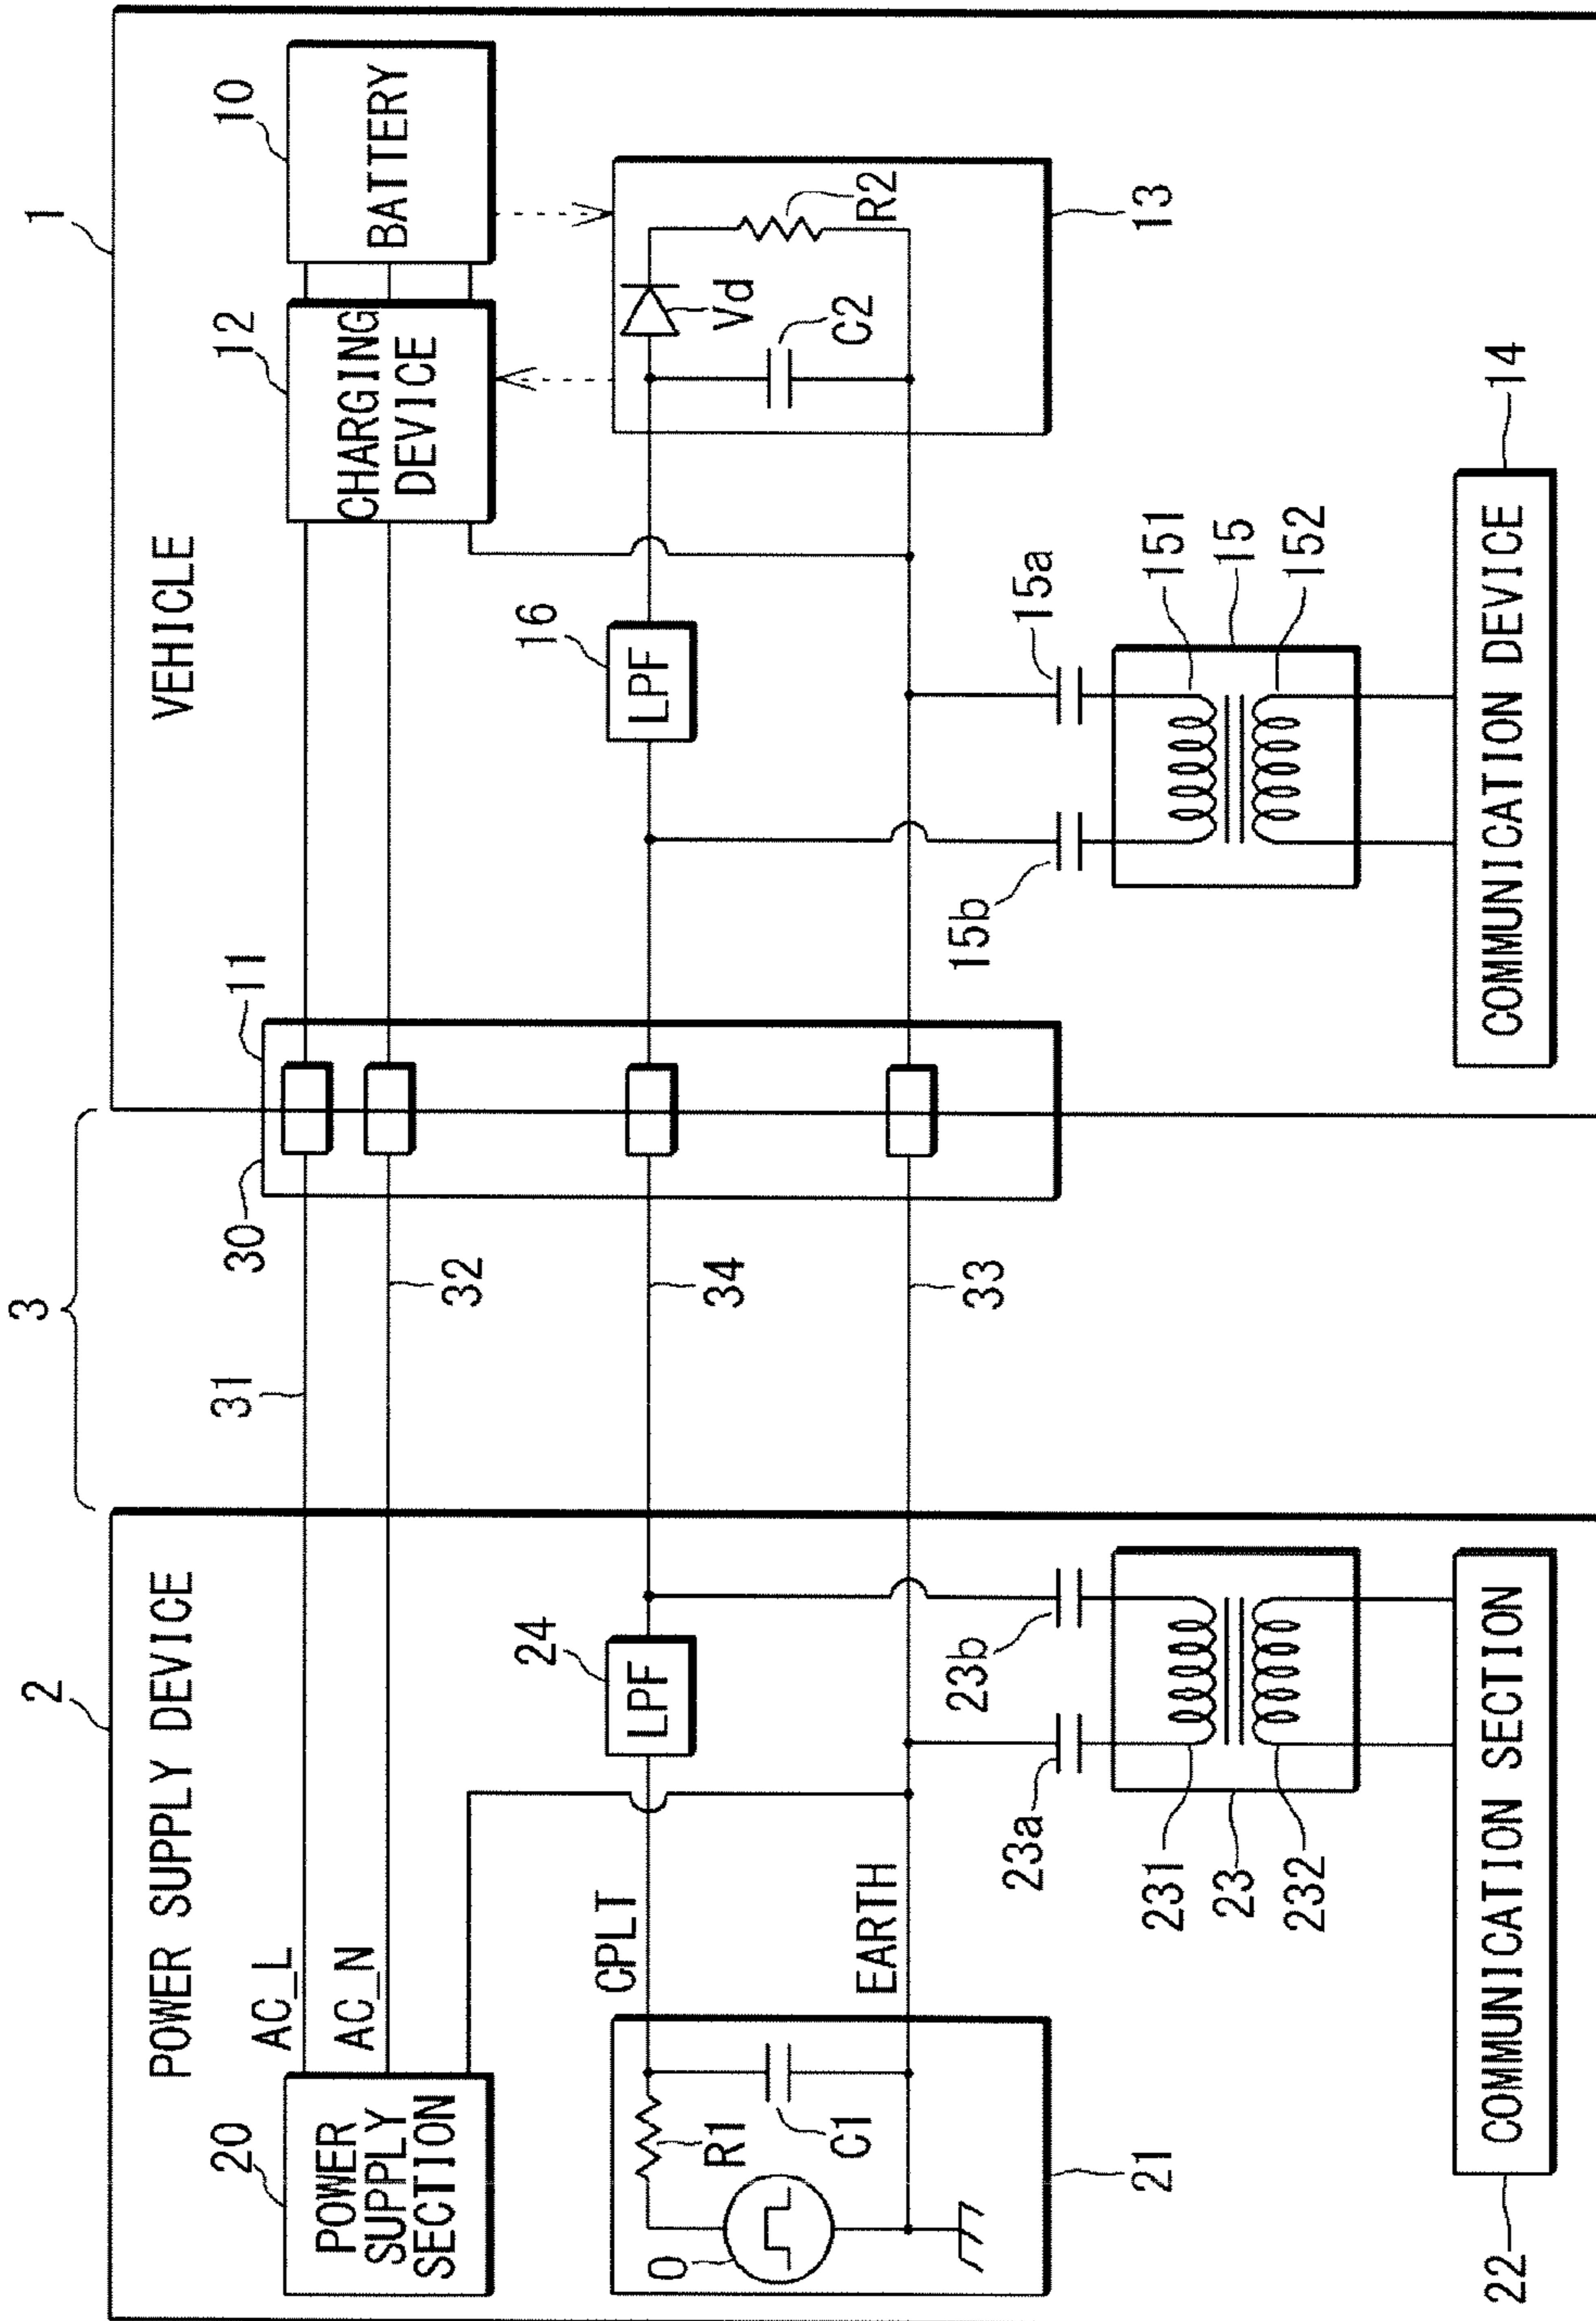 2
POWER SUPPLY DEVICE
3
1
VEHICLE
20
POWER
SUPPLY
SECTION
AC_L
AC_N
31
32
30
11
12
CHARGING
DEVICE
10
BATTERY
O
R1
C1
21
CPLT
EARTH
24
LPF
34
33
16
LPF
Vd
C2
R2
13
23a
23b
231
23
232
15b
15a
151
15
152
22
COMMUNICATION SECTION
COMMUNICATION DEVICE
14